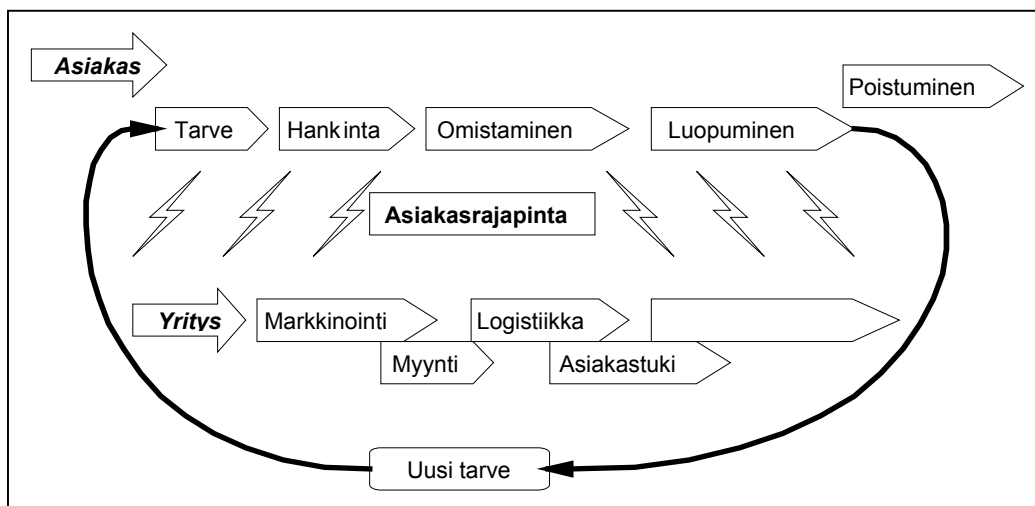 Asiakas
Poistuminen
Tarve
Hankinta
Omistaminen
Luopuminen
Asiakasrajapinta
Yritys
Markkinointi
Logistiikka
Myynti
Asiakastuki
Uusi tarve